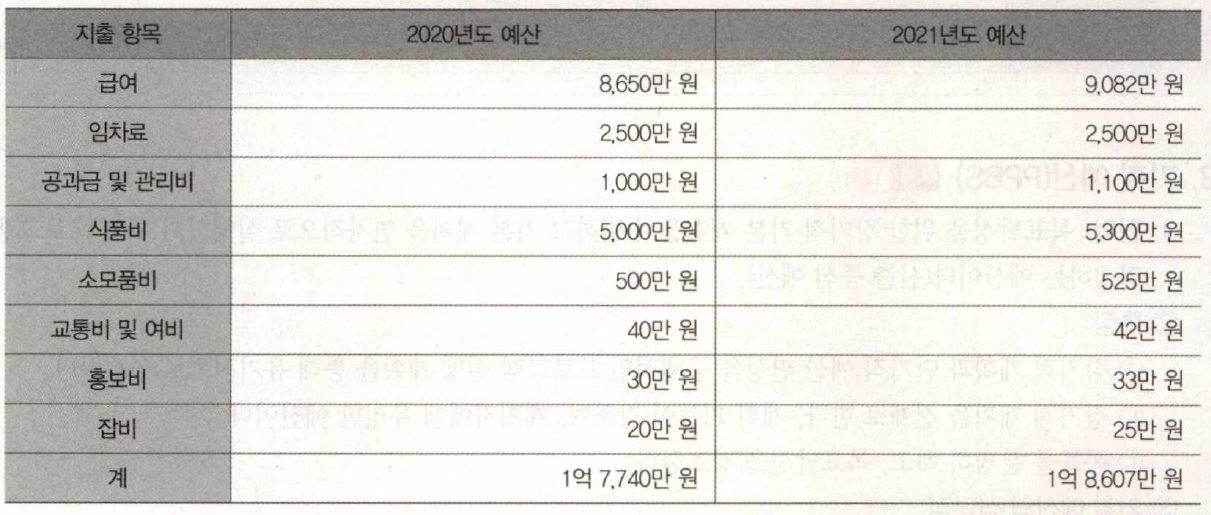 지출 항목 2020년도 예산 2021년도 예산
급여 8,650만 원 9,082만 원
임차료 2,500만 원 2,500만 원
공과금 및 관리비 1,000만 원 1,100만 원
식품비 5,000만 원 5,300만 원
소모품비 500만 원 525만 원
교통비 및 여비 40만 원 42만 원
홍보비 30만 원 33만 원
잡비 20만 원 25만 원
계 1억 7,740만 원 1억 8,607만 원